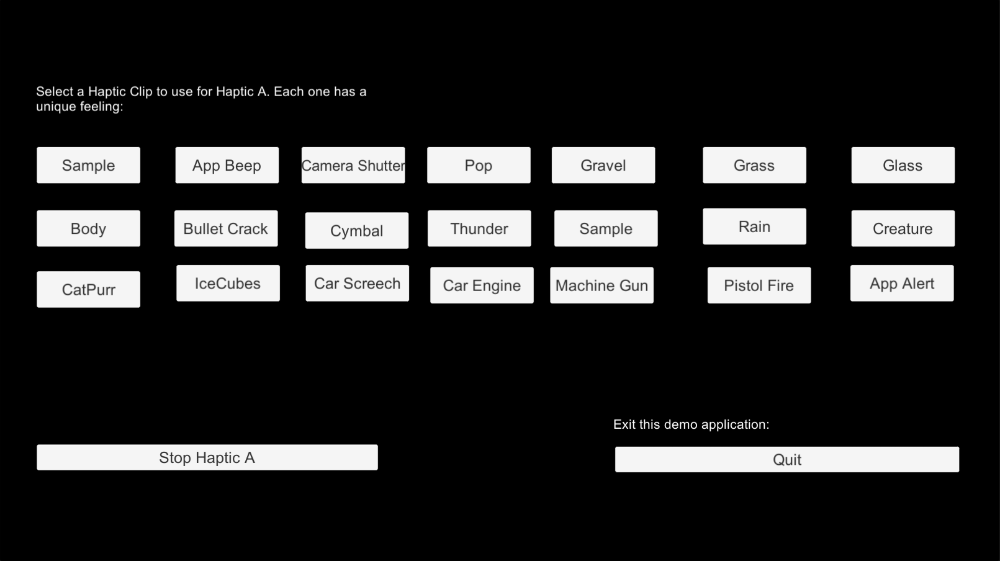 Select a Haptic Clip to use for Haptic A. Each one has a
unique feeling:
Sample
App Beep
Camera Shutter
Pop
Gravel
Grass
Glass
Body
Bullet Crack
Cymbal
Thunder
Sample
Rain
Creature
CatPurr
IceCubes
Car Screech
Car Engine
Machine Gun
Pistol Fire
App Alert
Exit this demo application:
Stop Haptic A
Quit